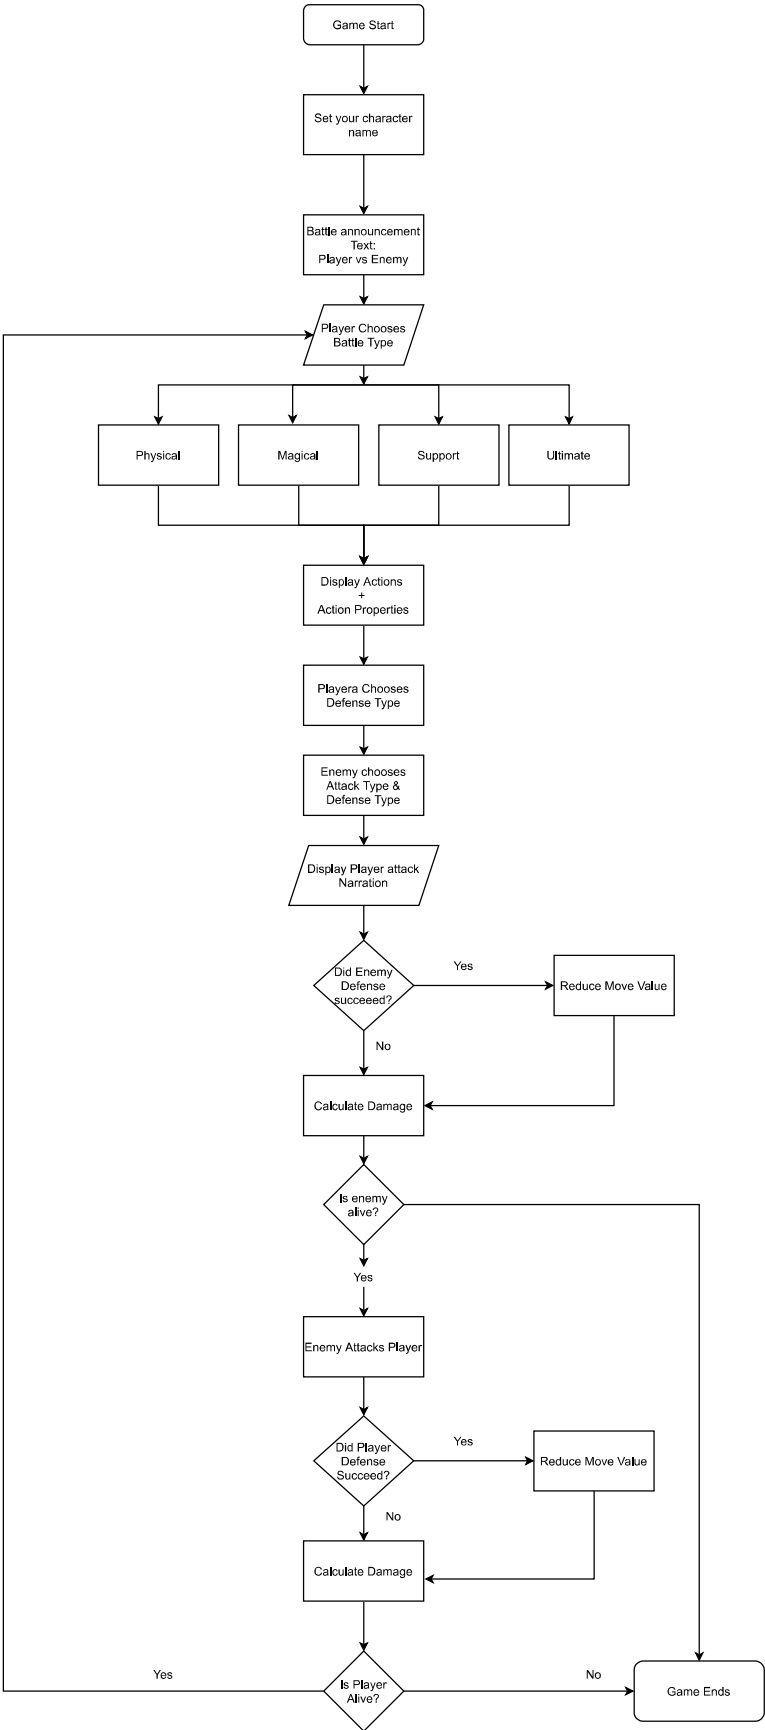 Game Start
Set your character
name
Battle announcement
Text:
Player vs Enemy
Player Chooses
Battle Type
Physical
Magical
Support
Ultimate
Display Actions
+
Action Properties
Playera Chooses
Defense Type
Enemy chooses
Attack Type &
Defense Type
Display Player attack
Narration
Did Enemy
Defense
succeeed?
Yes
Reduce Move Value
No
Calculate Damage
Is enemy
alive?
Yes
Enemy Attacks Player
Did Player
Defense
Succeed?
Yes
Reduce Move Value
No
Calculate Damage
Yes
Is Player
Alive?
No
Game Ends